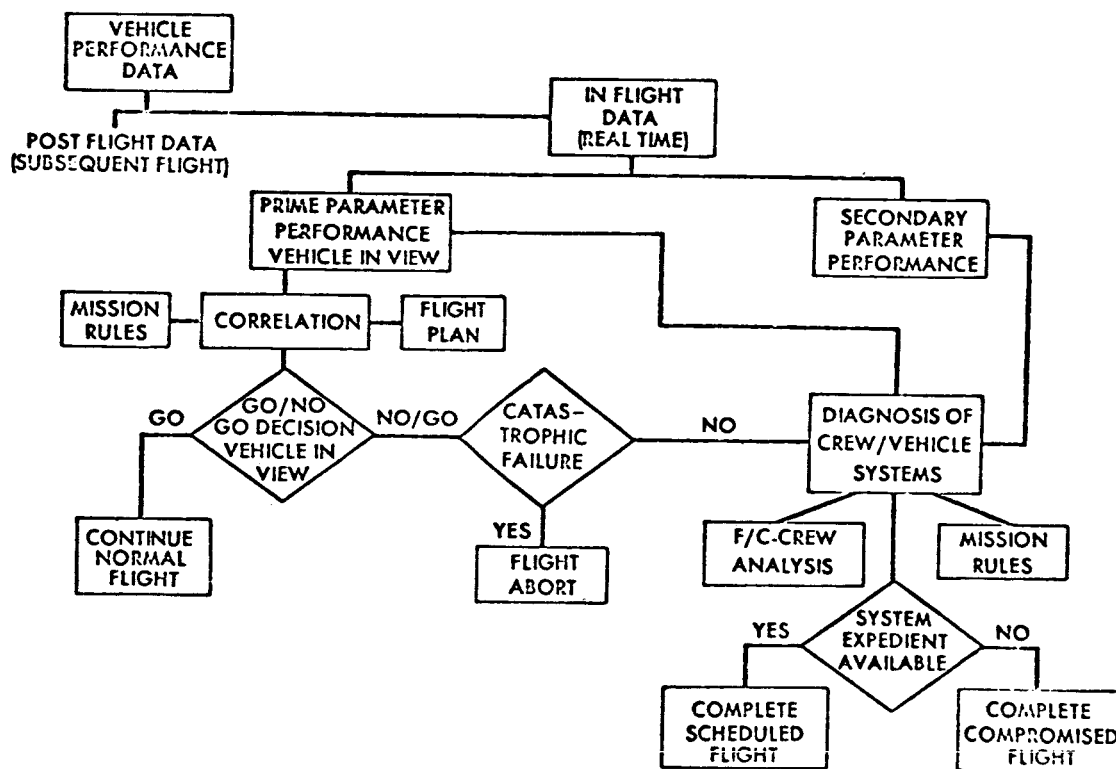 VEHICLE
PERFORMANCE
DATA
IN FLIGHT
DATA
(REAL TIME)
POST FLIGHT DATA
(SUBSEQUENT FLIGHT)
PRIME PARAMETER
PERFORMANCE
VEHICLE IN VIEW
SECONDARY
PARAMETER
PERFORMANCE
MISSION
RULES
CORRELATION
FLIGHT
PLAN
GO
GO/NO
GO DECISION
VEHICLE IN
VIEW
NO/GO
CATAS-
TROPHIC
FAILURE
NO
DIAGNOSIS OF
CREW/VEHICLE
SYSTEMS
CONTINUE
NORMAL
FLIGHT
YES
FLIGHT
ABORT
F/C-CREW
ANALYSIS
MISSION
RULES
YES
SYSTEM
EXPEDIENT
AVAILABLE
NO
COMPLETE
SCHEDULED
FLIGHT
COMPLETE
COMPROMISED
FLIGHT